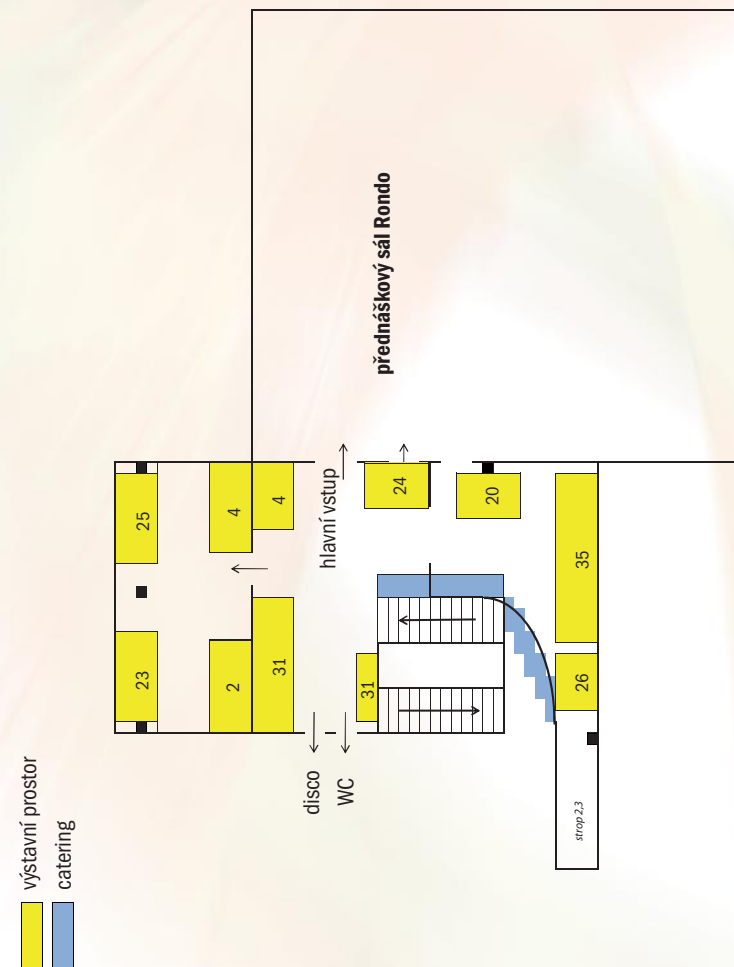 výstavní prostor
catering
23
25
2
4
31
4
disco
hlavní vstup
WC
31
přednáškový sál Rondo
24
20
strop 2,3
26
35